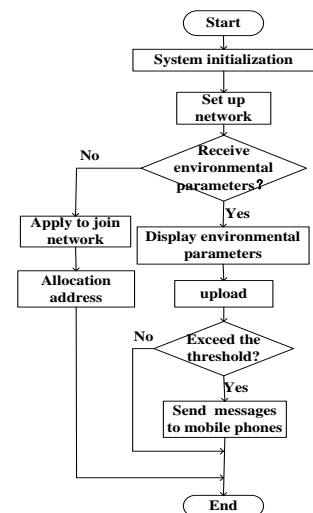 Start
System initialization
Set up
network
No
Receive
environmental
parameters?
Yes
Apply to join
network
Display environmental
parameters
Allocation
address
upload
No
Exceed the
threshold?
Yes
Send messages
to mobile phones
End